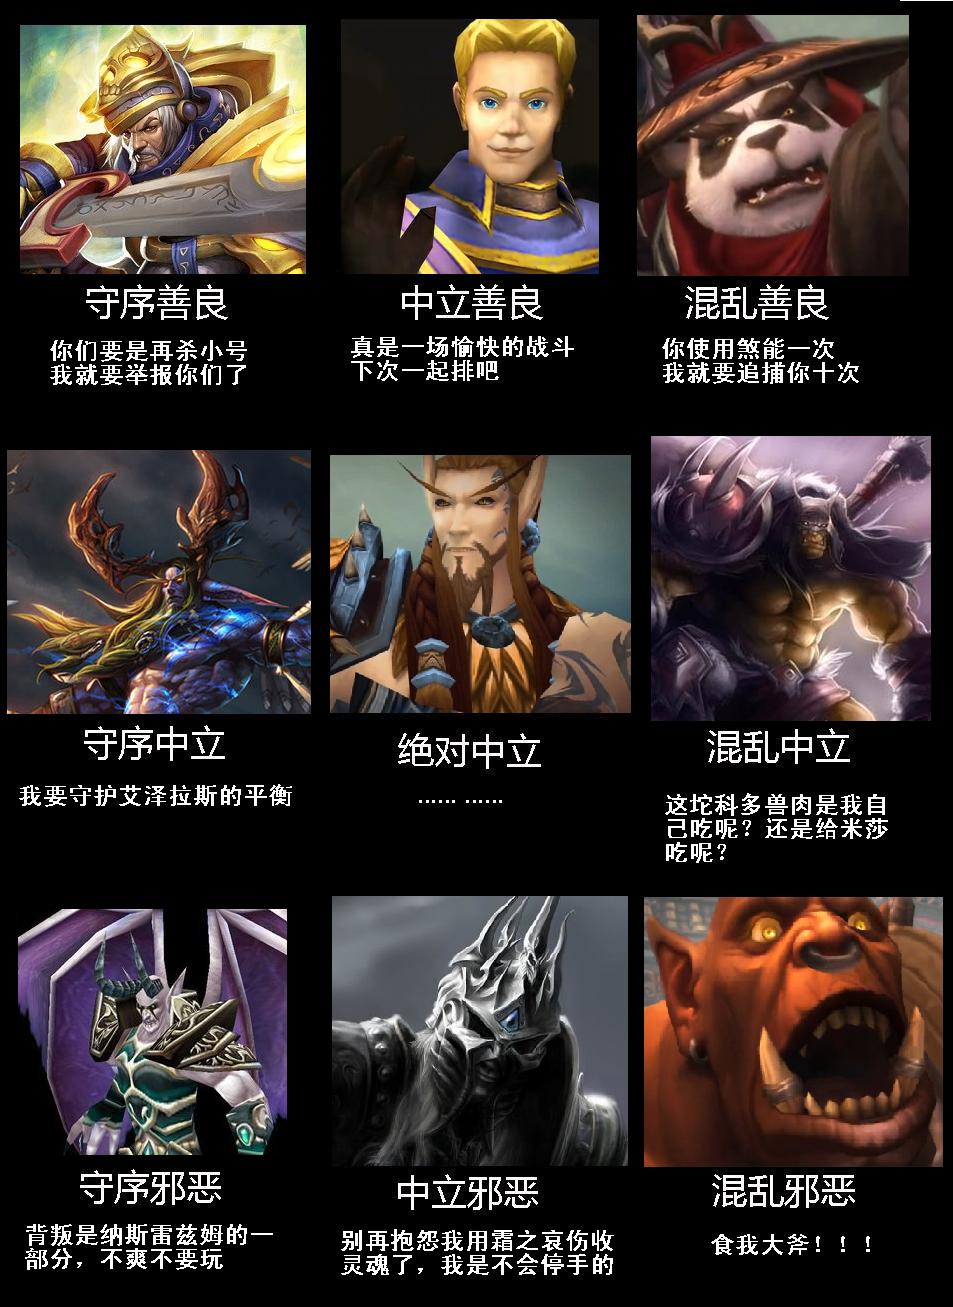 守序善良
中立善良
混乱善良
你们要是再杀小号
我就要举报你们了
真是一场愉快的战斗
下次一起排吧
你使用煞能一次
我就要追捕你十次
守序中立
绝对中立
混乱中立
我要守护艾泽拉斯的平衡
…… ……
这坨科多兽肉是我自
己吃呢？还是给米莎
吃呢？
守序邪恶
中立邪恶
混乱邪恶
背叛是纳斯雷兹姆的一
部分，不爽不要玩
别再抱怨我用霜之哀伤收
灵魂了，我是不会停手的
食我大斧！！！